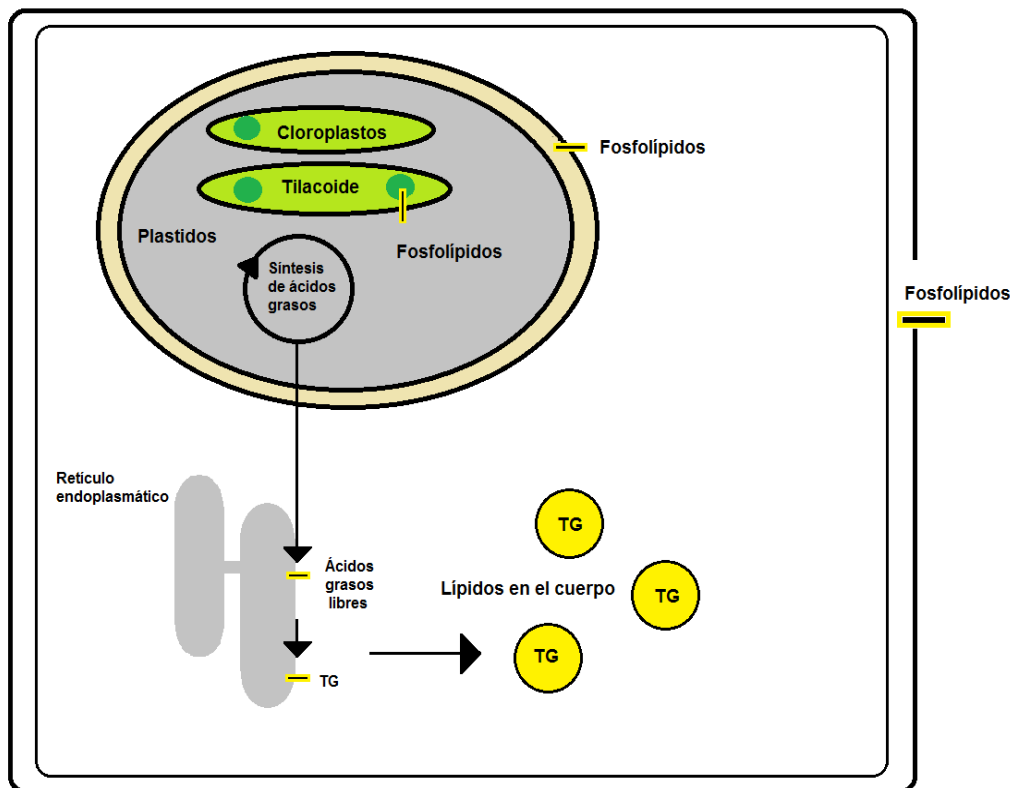 Cloroplastos
Fosfolípidos
Tilacoide
Plastidos
Fosfolípidos
Síntesis
de ácidos
grasos
Fosfolípidos
Retículo
endoplasmático
Ácidos
grasos
libres
TG
TG
Lípidos en el cuerpo
TG
TG